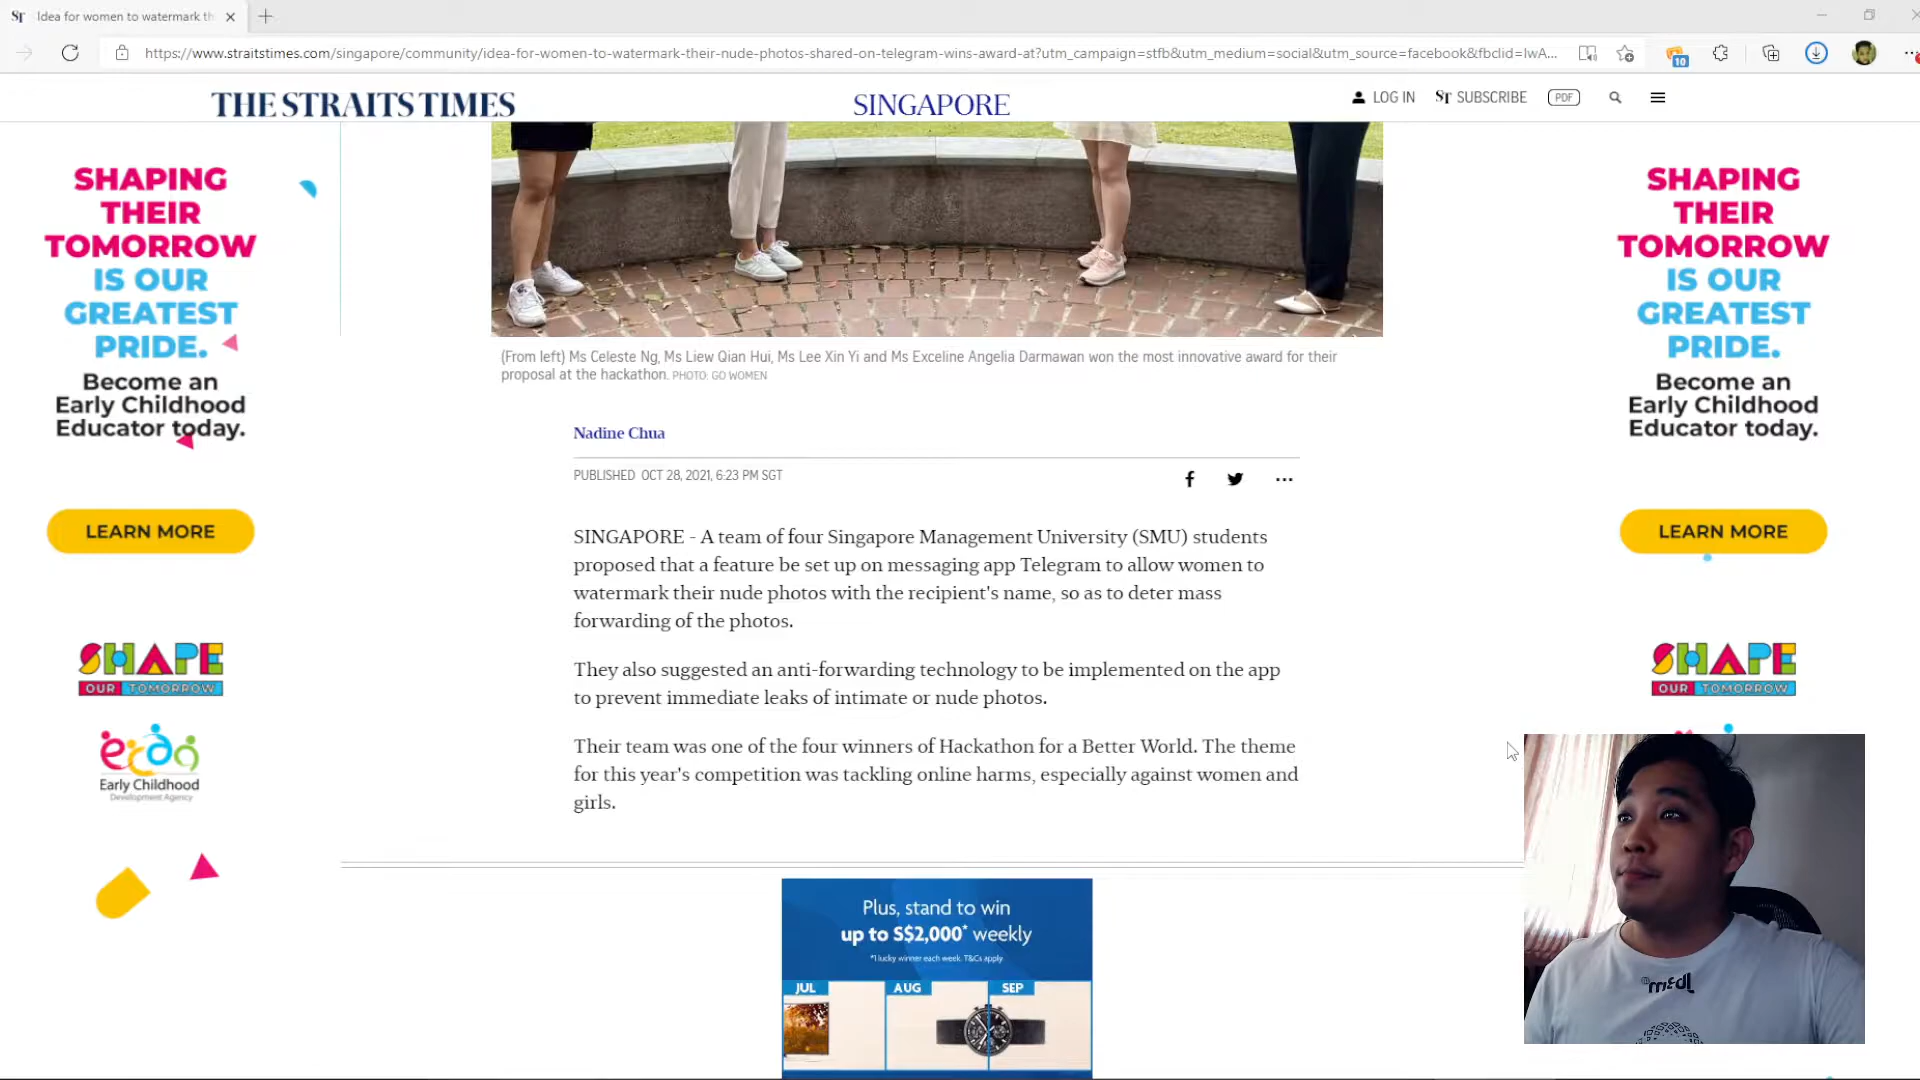 Idea for women to watermark th
https://www.straitstimes.com/singapore/community/idea-for-women-to-watermark-their-nude-photos-shared-on-telegram-wins-award-at?utm_campaign=stfb&utm_medium=social&utm_source=facebook&fbclid=IwA...
10
THE STRAITS TIMES
SINGAPORE
LOG IN
ST SUBSCRIBE
PDF
SHAPING
THEIR
TOMORROW
IS OUR
GREATEST
PRIDE.
Become an
Early Childhood
Educator today.
LEARN MORE
SHAPE
OUR TOMORROW
ecda
Early Childhood
Development Agency
(From left) Ms Celeste Ng, Ms Liew Qian Hui, Ms Lee Xin Yi and Ms Exceline Angelia Darmawan won the most innovative award for their
proposal at the hackathon. PHOTO: GO WOMEN
Nadine Chua
PUBLISHED OCT 28, 2021, 6:23 PM SGT
SINGAPORE - A team of four Singapore Management University (SMU) students
proposed that a feature be set up on messaging app Telegram to allow women to
watermark their nude photos with the recipient's name, so as to deter mass
forwarding of the photos.
They also suggested an anti-forwarding technology to be implemented on the app
to prevent immediate leaks of intimate or nude photos.
Their team was one of the four winners of Hackathon for a Better World. The theme
for this year's competition was tackling online harms, especially against women and
girls.
Plus, stand to win
up to S$2,000* weekly
*1 lucky winner each week. T&Cs apply
JUL
AUG
SEP
SHAPING
THEIR
TOMORROW
IS OUR
GREATEST
PRIDE.
Become an
Early Childhood
Educator today.
LEARN MORE
SHAPE
OUR TOMORROW